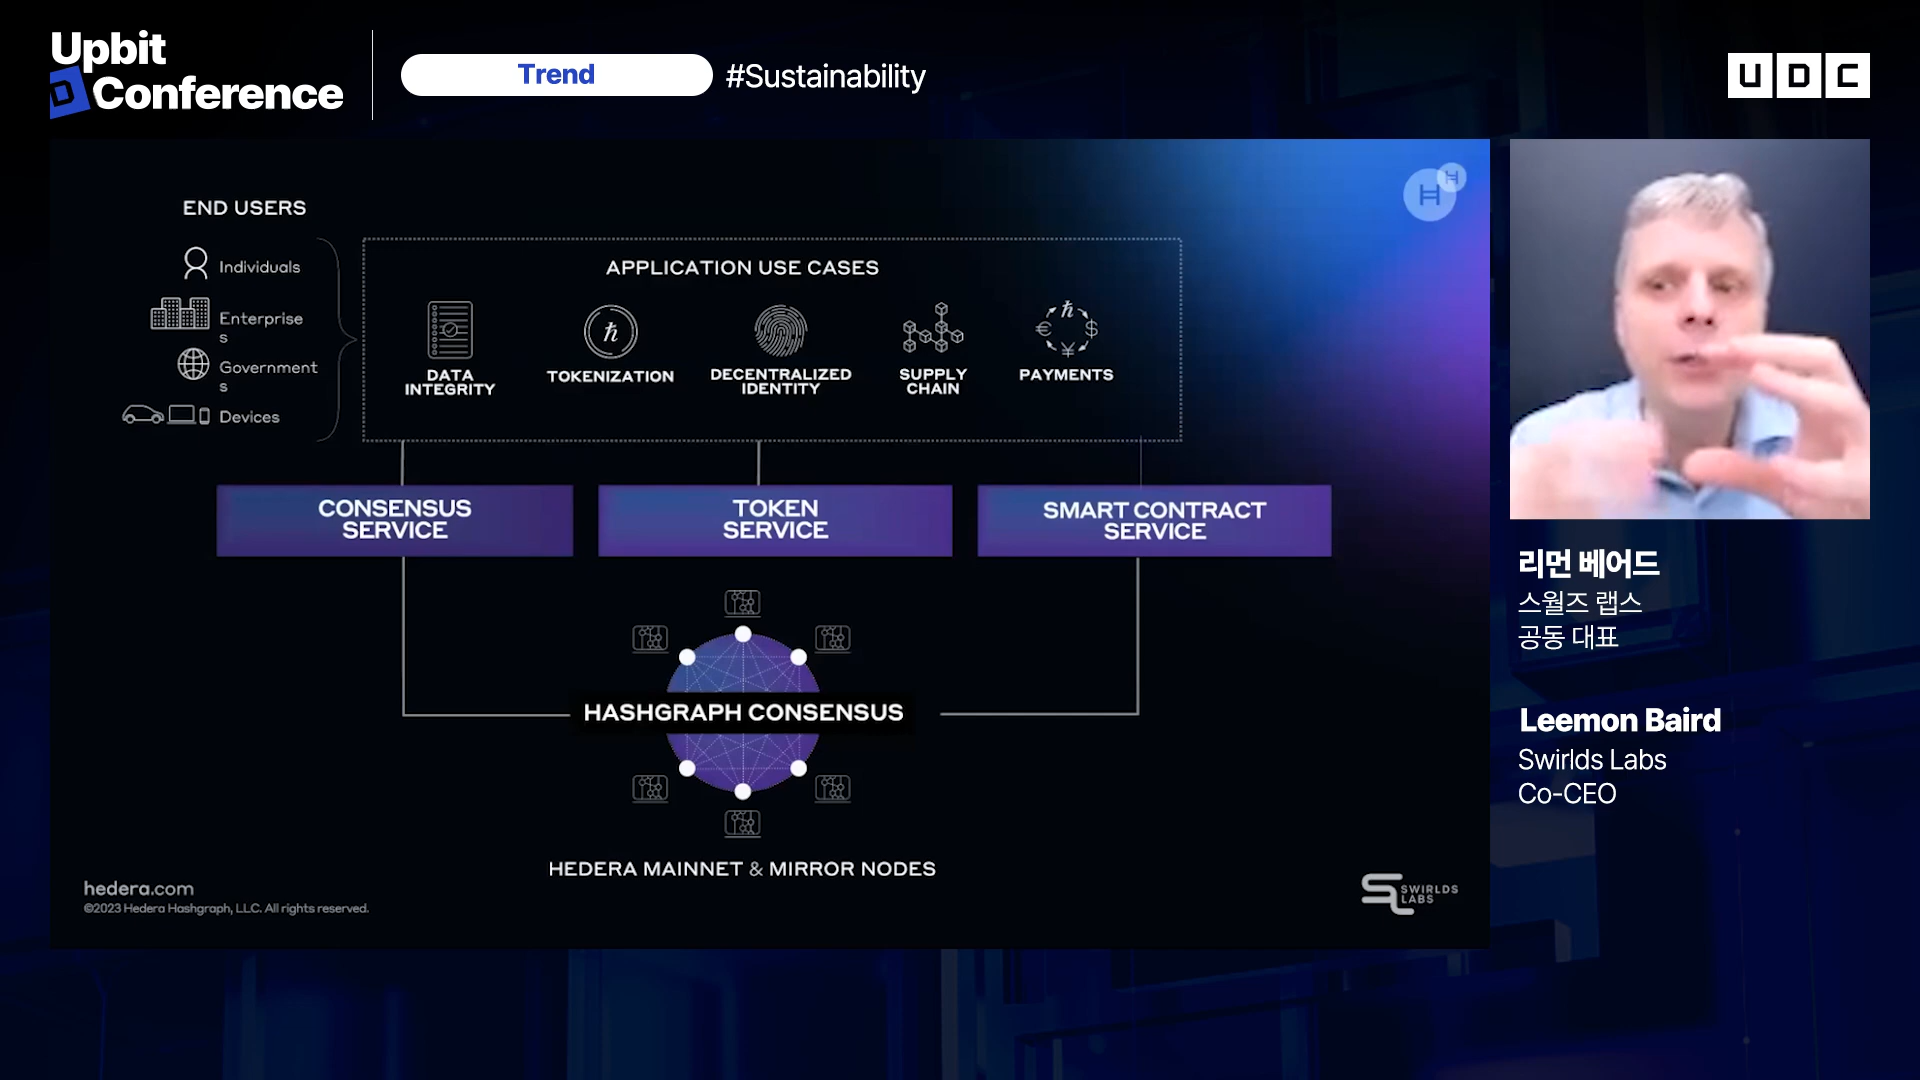 Upbit
D Conference
Trend
#Sustainability
UDC
END USERS
Individuals
Enterprise
s
Government
s
Devices
APPLICATION USE CASES
DATA
INTEGRITY
TOKENIZATION
DECENTRALIZED
IDENTITY
SUPPLY
CHAIN
PAYMENTS
CONSENSUS
SERVICE
TOKEN
SERVICE
SMART CONTRACT
SERVICE
HASHGRAPH CONSENSUS
HEDERA MAINNET & MIRROR NODES
hedera.com
©2023 Hedera Hashgraph, LLC. All rights reserved.
SWIRLDS
LABS
리먼 베어드
스월즈 랩스
공동 대표
Leemon Baird
Swirlds Labs
Co-CEO